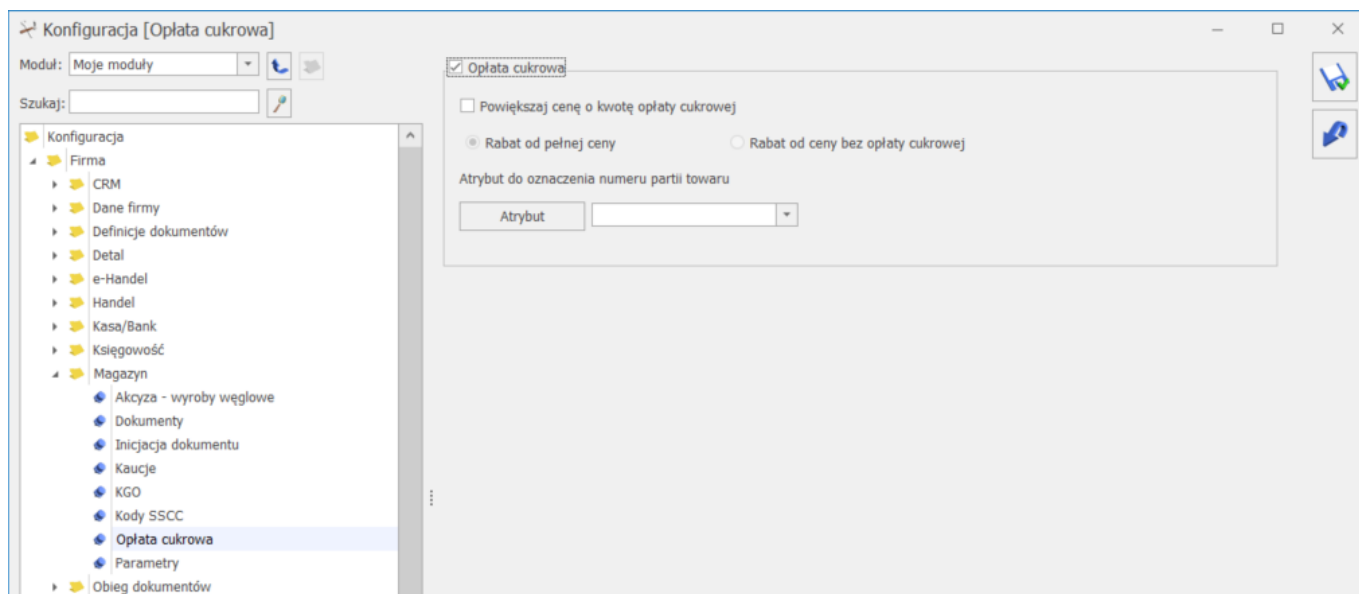 Konfiguracja [Opłata cukrowa]
Moduł: Moje moduły
Szukaj:
Konfiguracja
Firma
CRM
Dane firmy
Definicje dokumentów
Detal
e-Handel
Handel
Kasa/Bank
Księgowość
Magazyn
Akcyza - wyroby węglowe
Dokumenty
Inicjacja dokumentu
Kaucje
KGO
Kody SSCC
Opłata cukrowa
Parametry
Obieg dokumentów
Opłata cukrowa
Powiększaj cenę o kwotę opłaty cukrowej
Rabat od pełnej ceny Rabat od ceny bez opłaty cukrowej
Atrybut do oznaczenia numeru partii towaru
Atrybut